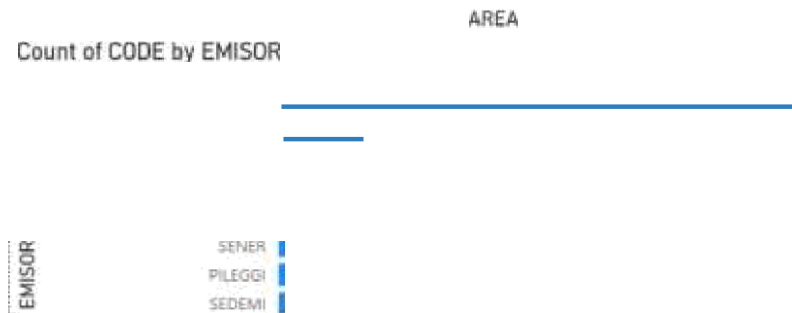 AREA
Count of CODE by EMISOR
EMISOR
SENER
PILEGGI
SEDEMI